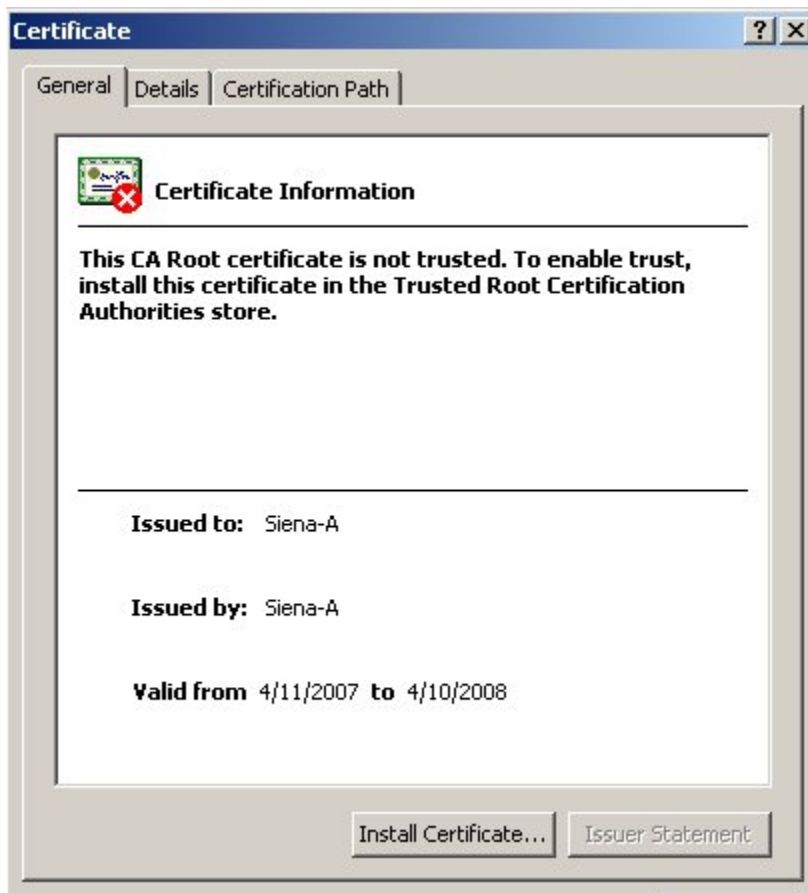 Certificate
General
Details
Certification Path
Certificate Information
This CA Root certificate is not trusted. To enable trust,
install this certificate in the Trusted Root Certification
Authorities store.
Issued to: Siena-A
Issued by: Siena-A
Valid from 4/11/2007 to 4/10/2008
Install Certificate...
Issuer Statement